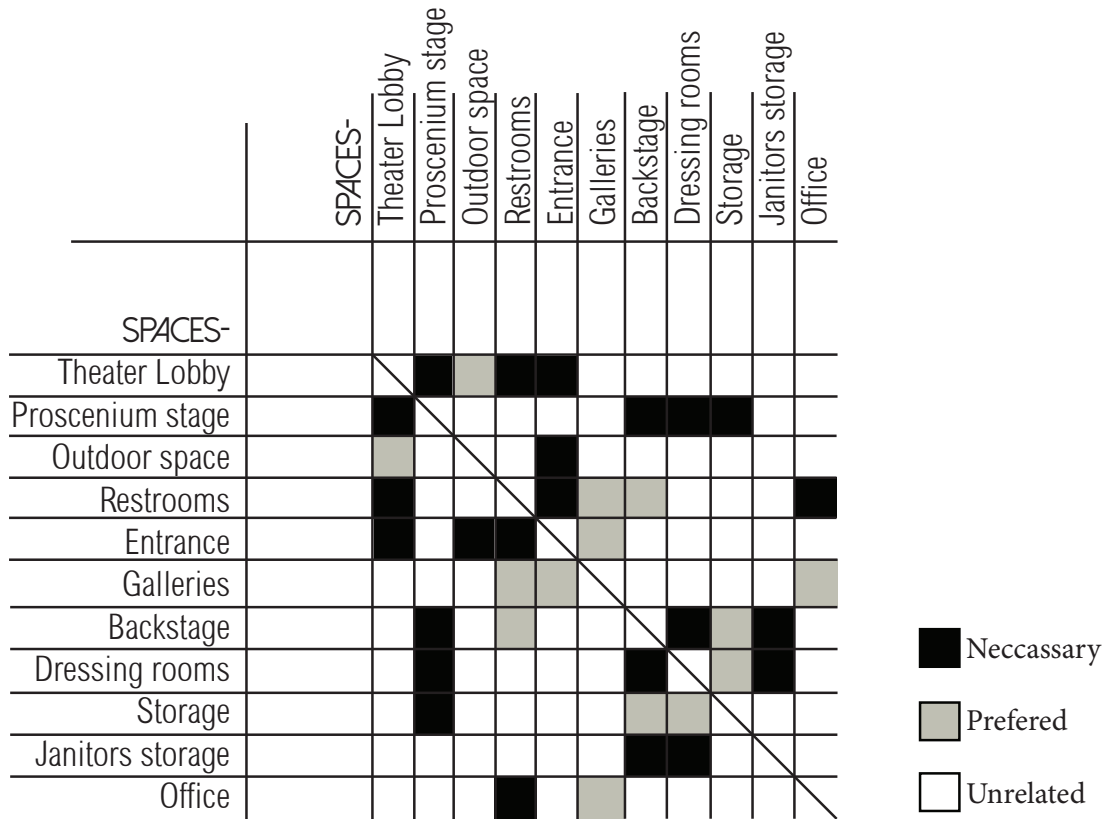 SPACES-
Theater Lobby
Proscenium stage
Outdoor space
Restrooms
Entrance
Galleries
Backstage
Dressing rooms
Storage
Janitors storage
Office
SPACES-
Theater Lobby
Proscenium stage
Outdoor space
Restrooms
Entrance
Galleries
Backstage
Dressing rooms
Storage
Janitors storage
Office
Neccassary
Prefered
Unrelated